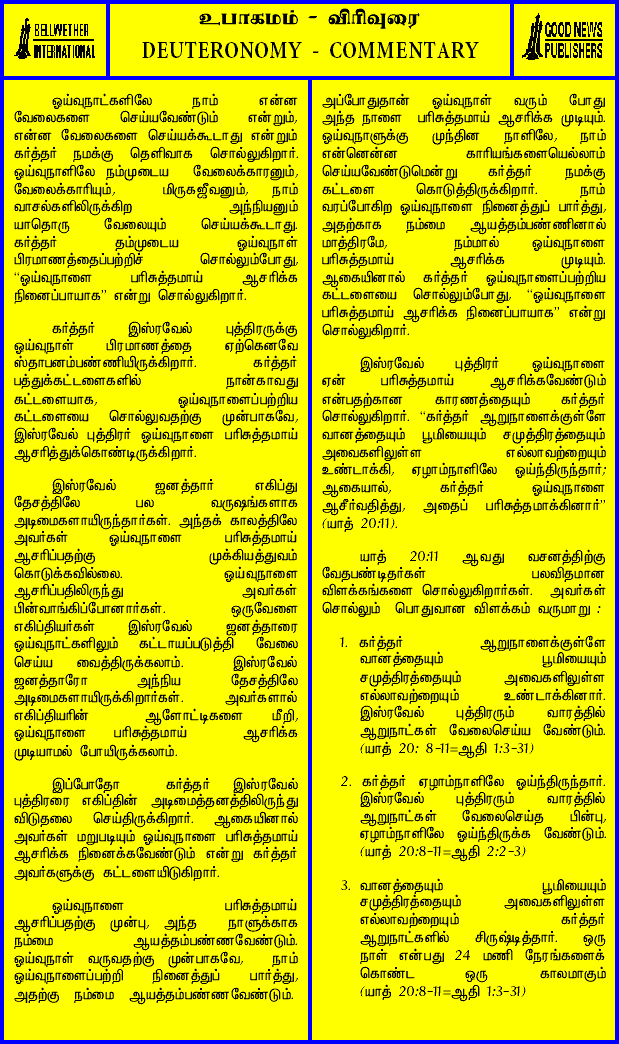 BELLWETHER
INTERNATIONAL
உபாகமம் - விரிவுரை
DEUTERONOMY - COMMENTARY
GOOD NEWS
PUBLISHERS
ஓய்வுநாட்களிலே நாம் என்ன
வேலைகளை செய்யவேண்டும் என்றும்,
என்ன வேலைகளை செய்யக்கூடாது என்றும்
கர்த்தர் நமக்கு தெளிவாக சொல்லுகிறார்.
ஓய்வுநாளிலே நம்முடைய வேலைக்காரனும்,
வேலைக்காரியும், மிருகஜீவனும், நாம்
வாசல்களிலிருக்கிற அந்நியனும்
யாதொரு வேலையும் செய்யக்கூடாது.
கர்த்தர் தம்முடைய ஓய்வுநாள்
பிரமாணத்தைப்பற்றிச் சொல்லும்போது,
“ஓய்வுநாளை பரிசுத்தமாய் ஆசரிக்க
நினைப்பாயாக” என்று சொல்லுகிறார்.
கர்த்தர் இஸ்ரவேல் புத்திரருக்கு
ஓய்வுநாள் பிரமாணத்தை ஏற்கெனவே
ஸ்தாபனம்பண்ணியிருக்கிறார். கர்த்தர்
பத்துக்கட்டளைகளில் நான்காவது
கட்டளையாக, ஓய்வுநாளைப்பற்றிய
கட்டளையை சொல்லுவதற்கு முன்பாகவே,
இஸ்ரவேல் புத்திரர் ஓய்வுநாளை பரிசுத்தமாய்
ஆசரித்துக்கொண்டிருக்கிறார்.
இஸ்ரவேல் ஜனத்தார் எகிப்து
தேசத்திலே பல வருஷங்களாக
அடிமைகளாயிருந்தார்கள். அந்தக் காலத்திலே
அவர்கள் ஓய்வுநாளை பரிசுத்தமாய்
ஆசரிப்பதற்கு முக்கியத்துவம்
கொடுக்கவில்லை. ஓய்வுநாளை
ஆசரிப்பதிலிருந்து அவர்கள்
பின்வாங்கிப்போனார்கள். ஒருவேளை
எகிப்தியர்கள் இஸ்ரவேல் ஜனத்தாரை
ஓய்வுநாட்களிலும் கட்டாயப்படுத்தி வேலை
செய்ய வைத்திருக்கலாம். இஸ்ரவேல்
ஜனத்தாரோ அந்நிய தேசத்திலே
அடிமைகளாயிருக்கிறார்கள். அவர்களால்
எகிப்தியரின் ஆளோட்டிகளை மீறி,
ஓய்வுநாளை பரிசுத்தமாய் ஆசரிக்க
முடியாமல் போயிருக்கலாம்.
இப்போதோ கர்த்தர் இஸ்ரவேல்
புத்திரரை எகிப்தின் அடிமைத்தனத்திலிருந்து
விடுதலை செய்திருக்கிறார். ஆகையினால்
அவர்கள் மறுபடியும் ஓய்வுநாளை பரிசுத்தமாய்
ஆசரிக்க நினைக்கவேண்டும் என்று கர்த்தர்
அவர்களுக்கு கட்டளையிடுகிறார்.
ஓய்வுநாளை பரிசுத்தமாய்
ஆசரிப்பதற்கு முன்பு, அந்த நாளுக்காக
நம்மை ஆயத்தம்பண்ணவேண்டும்.
ஓய்வுநாள் வருவதற்கு முன்பாகவே, நாம்
ஓய்வுநாளைப்பற்றி நினைத்துப் பார்த்து,
அதற்கு நம்மை ஆயத்தம்பண்ணவேண்டும்.
அப்போதுதான் ஓய்வுநாள் வரும் போது
அந்த நாளை பரிசுத்தமாய் ஆசரிக்க முடியும்.
ஓய்வுநாளுக்கு முந்தின நாளிலே, நாம்
என்னென்ன காரியங்களையெல்லாம்
செய்யவேண்டுமென்று கர்த்தர் நமக்கு
கட்டளை கொடுத்திருக்கிறார். நாம்
வரப்போகிற ஓய்வுநாளை நினைத்துப் பார்த்து,
அதற்காக நம்மை ஆயத்தம்பண்ணினால்
மாத்திரமே, நம்மால் ஓய்வுநாளை
பரிசுத்தமாய் ஆசரிக்க முடியும்.
ஆகையினால் கர்த்தர் ஓய்வுநாளைப்பற்றிய
கட்டளையை சொல்லும்போது, “ஓய்வுநாளை
பரிசுத்தமாய் ஆசரிக்க நினைப்பாயாக” என்று
சொல்லுகிறார்.
இஸ்ரவேல் புத்திரர் ஓய்வுநாளை
ஏன் பரிசுத்தமாய் ஆசரிக்கவேண்டும்
என்பதற்கான காரணத்தையும் கர்த்தர்
சொல்லுகிறார். “கர்த்தர் ஆறுநாளைக்குள்ளே
வானத்தையும் பூமியையும் சமுத்திரத்தையும்
அவைகளிலுள்ள எல்லாவற்றையும்
உண்டாக்கி, ஏழாம்நாளிலே ஓய்ந்திருந்தார்;
ஆகையால், கர்த்தர் ஓய்வுநாளை
ஆசீர்வதித்து, அதைப் பரிசுத்தமாக்கினார்”
(யாத் 20:11).
யாத் 20:11 ஆவது வசனத்திற்கு
வேதபண்டிதர்கள் பலவிதமான
விளக்கங்களை சொல்லுகிறார்கள். அவர்கள்
சொல்லும் பொதுவான விளக்கம் வருமாறு :
1. கர்த்தர் ஆறுநாளைக்குள்ளே
வானத்தையும் பூமியையும்
சமுத்திரத்தையும் அவைகளிலுள்ள
எல்லாவற்றையும் உண்டாக்கினார்.
இஸ்ரவேல் புத்திரரும் வாரத்தில்
ஆறுநாட்கள் வேலைசெய்ய வேண்டும்.
(யாத் 20: 8-11=ஆதி 1:3-31)
2. கர்த்தர் ஏழாம்நாளிலே ஓய்ந்திருந்தார்.
இஸ்ரவேல் புத்திரரும் வாரத்தில்
ஆறுநாட்கள் வேலைசெய்த பின்பு,
ஏழாம்நாளிலே ஓய்ந்திருக்க வேண்டும்.
(யாத் 20:8-11=ஆதி 2:2-3)
3. வானத்தையும் பூமியையும்
சமுத்திரத்தையும் அவைகளிலுள்ள
எல்லாவற்றையும் கர்த்தர்
ஆறுநாட்களில் சிருஷ்டித்தார். ஒரு
நாள் என்பது 24 மணி நேரங்களைக்
கொண்ட ஒரு காலமாகும்
(யாத் 20:8-11=ஆதி 1:3-31)